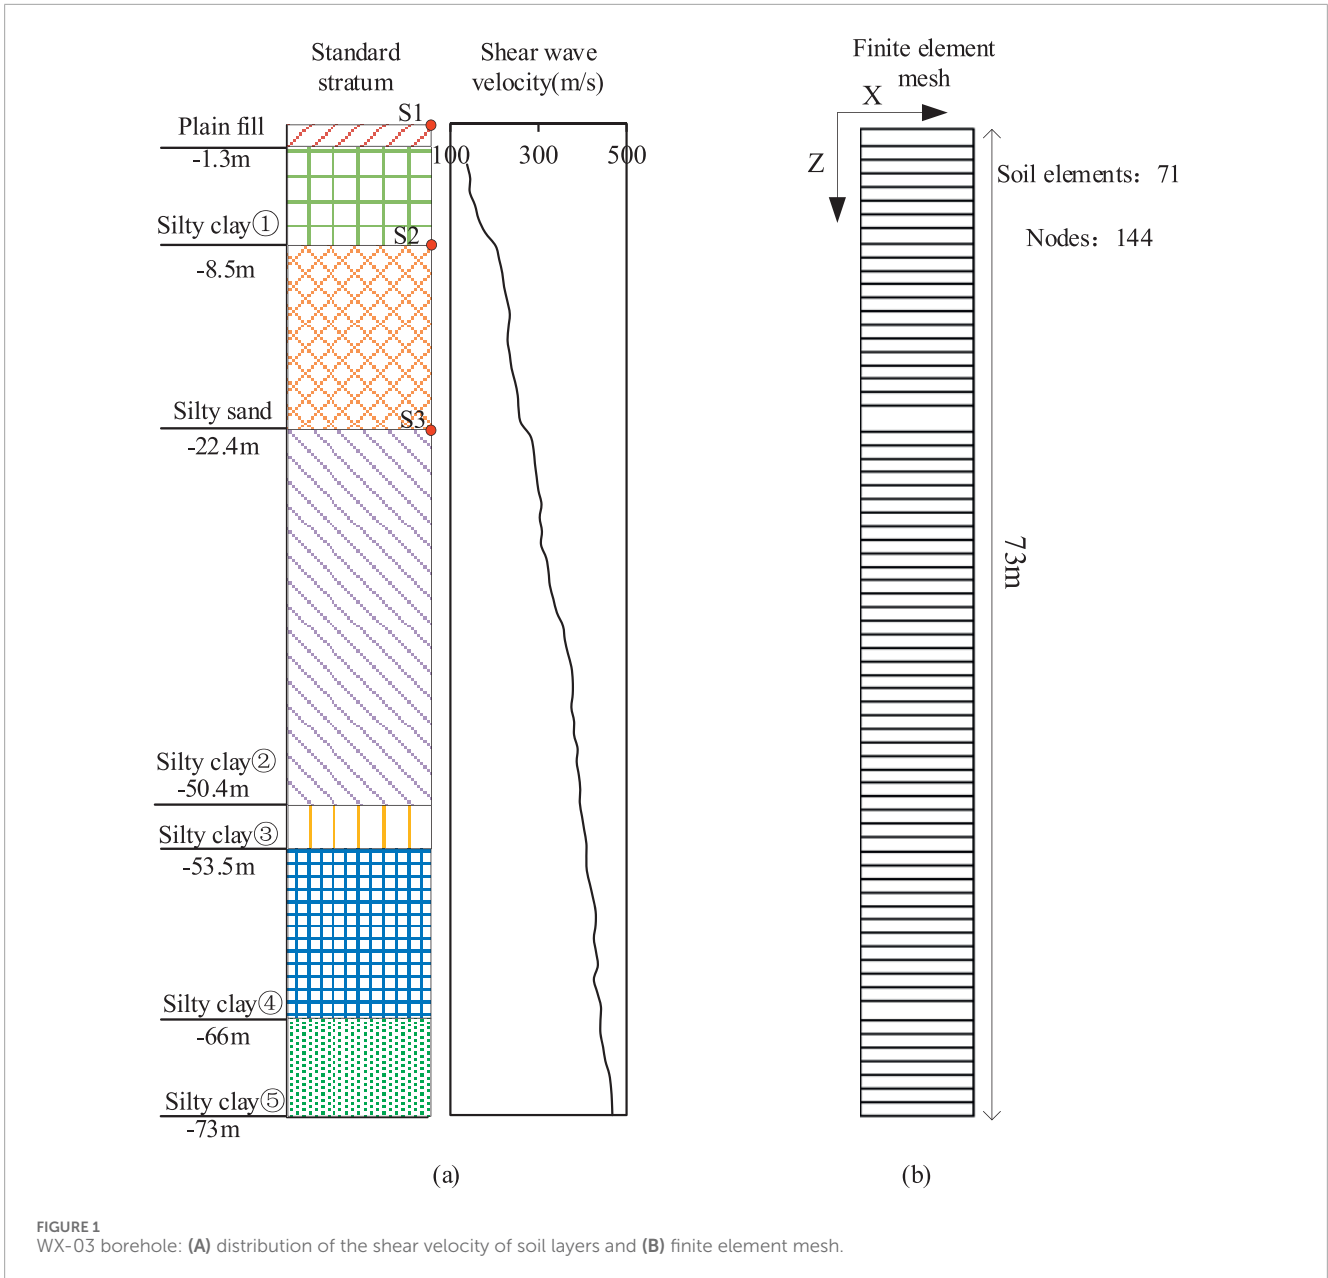 Standard
stratum
Shear wave
velocity(m/s)
Finite element
mesh
S1
X
Plain fill
-1.3m
100
300
500
Z
Soil elements：71
Silty clay①
S2
Nodes：144
-8.5m
Silty sand
S3
-22.4m
73m
Silty clay②
-50.4m
Silty clay③
-53.5m
Silty clay④
-66m
Silty clay⑤
-73m
(a)
(b)
FIGURE 1
WX-03 borehole: (A) distribution of the shear velocity of soil layers and (B) finite element mesh.